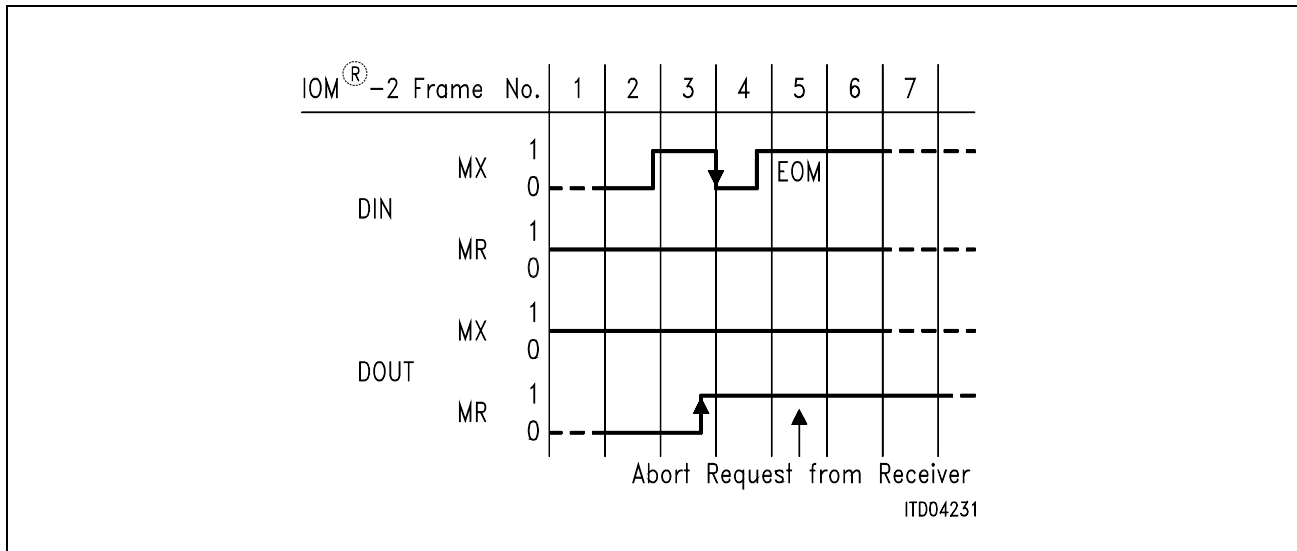 IOM®-2 Frame No. 1 2 3 4 5 6 7
MX 1
0
EOM
DIN
MR 1
0
MX 1
0
DOUT
MR 1
0
Abort Request from Receiver
ITD04231